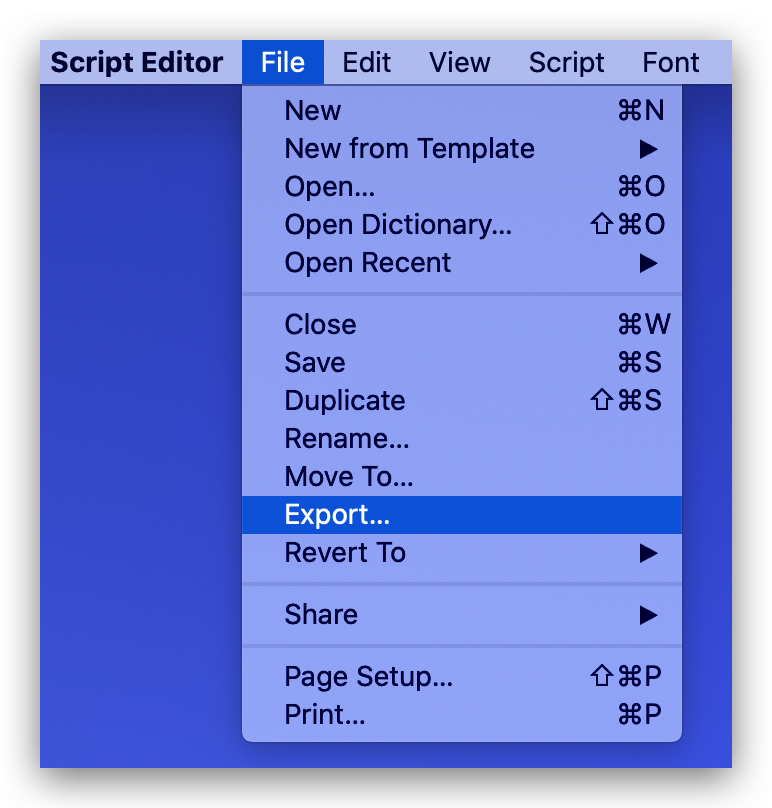 Script Editor File Edit View Script Font
New ⌘N
New from Template ▶
Open... ⌘O
Open Dictionary... ⇧⌘O
Open Recent ▶
Close ⌘W
Save ⌘S
Duplicate ⇧⌘S
Rename...
Move To...
Export...
Revert To ▶
Share ▶
Page Setup... ⇧⌘P
Print... ⌘P